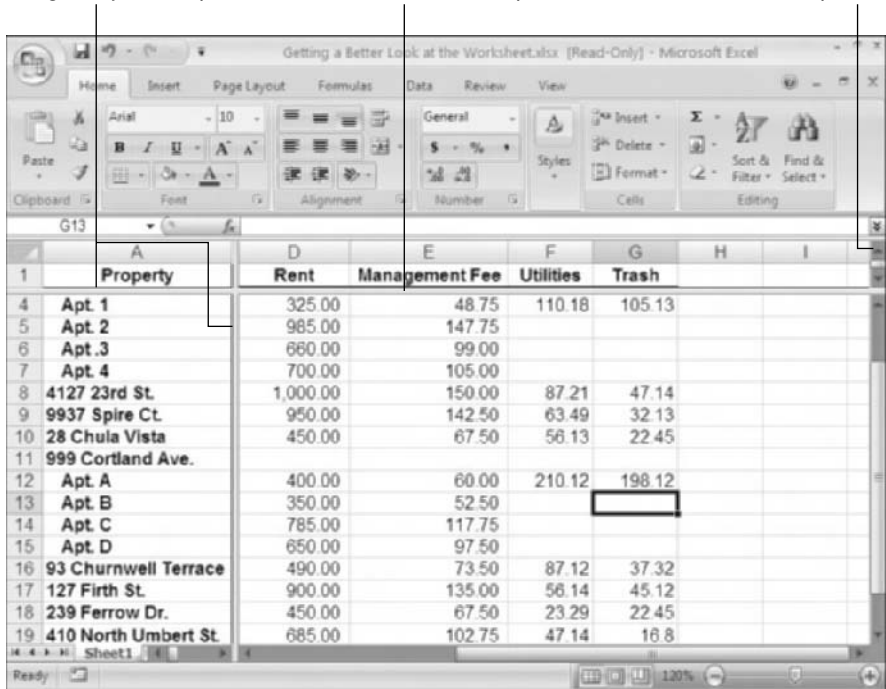 Getting a Better Look at the Worksheet.xlsx [Read-Only] - Microsoft Excel
Home Insert Page Layout Formulas Data Review View
Arial 10 General Insert Σ
B I U A A $ % Delete
Paste Styles Format Sort & Filter Find & Select
Clipboard Font Alignment Number Cells Editing
G13 fx
A D E F G H I
1 Property Rent Management Fee Utilities Trash
4 Apt. 1 325.00 48.75 110.18 105.13
5 Apt. 2 985.00 147.75
6 Apt.3 660.00 99.00
7 Apt. 4 700.00 105.00
8 4127 23rd St. 1,000.00 150.00 87.21 47.14
9 9937 Spire Ct. 950.00 142.50 63.49 32.13
10 28 Chula Vista 450.00 67.50 56.13 22.45
11 999 Cortland Ave.
12 Apt. A 400.00 60.00 210.12 198.12
13 Apt. B 350.00 52.50
14 Apt. C 785.00 117.75
15 Apt. D 650.00 97.50
16 93 Churnwell Terrace 490.00 73.50 87.12 37.32
17 127 Firth St. 900.00 135.00 56.14 45.12
18 239 Ferrow Dr. 450.00 67.50 23.29 22.45
19 410 North Umbert St. 685.00 102.75 47.14 16.8
Sheet1
Ready 120%